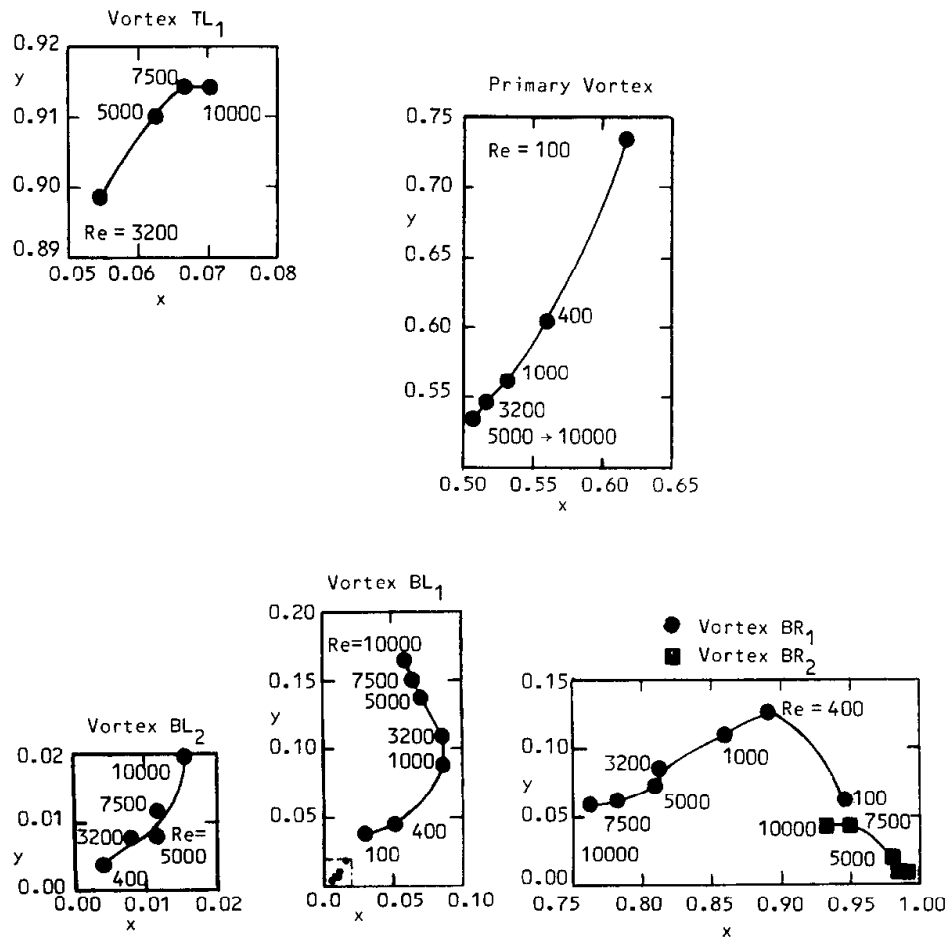 Vortex TL1
0.92
y
0.91
0.90
0.89
7500
5000
10000
Re = 3200
0.05 0.06 0.07 0.08
x
Primary Vortex
0.75
0.70
y
0.65
0.60
0.55
Re = 100
400
1000
3200
5000 → 10000
0.50 0.55 0.60 0.65
x
Vortex BL2
0.02
0.01
y
0.00
10000
7500
3200
Re=
5000
400
0.00 0.01 0.02
x
Vortex BL1
0.20
0.15
y
0.10
0.05
0.00
Re=10000
7500
5000
3200
1000
400
100
0.00 0.05 0.10
x
Vortex BR1
Vortex BR2
0.15
0.10
y
0.05
0.00
Re = 400
1000
3200
5000
7500
10000
100
10000
7500
5000
0.75 0.80 0.85 0.90 0.95 1.00
x